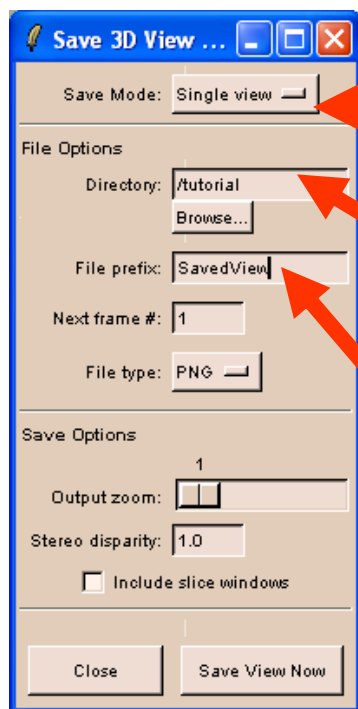 Save 3D View ...
Save Mode: Single view
File Options
Directory: /tutorial
Browse...
File prefix: SavedView
Next frame #: 1
File type: PNG
Save Options
1
Output zoom:
Stereo disparity: 1.0
Include slice windows
Close Save View Now